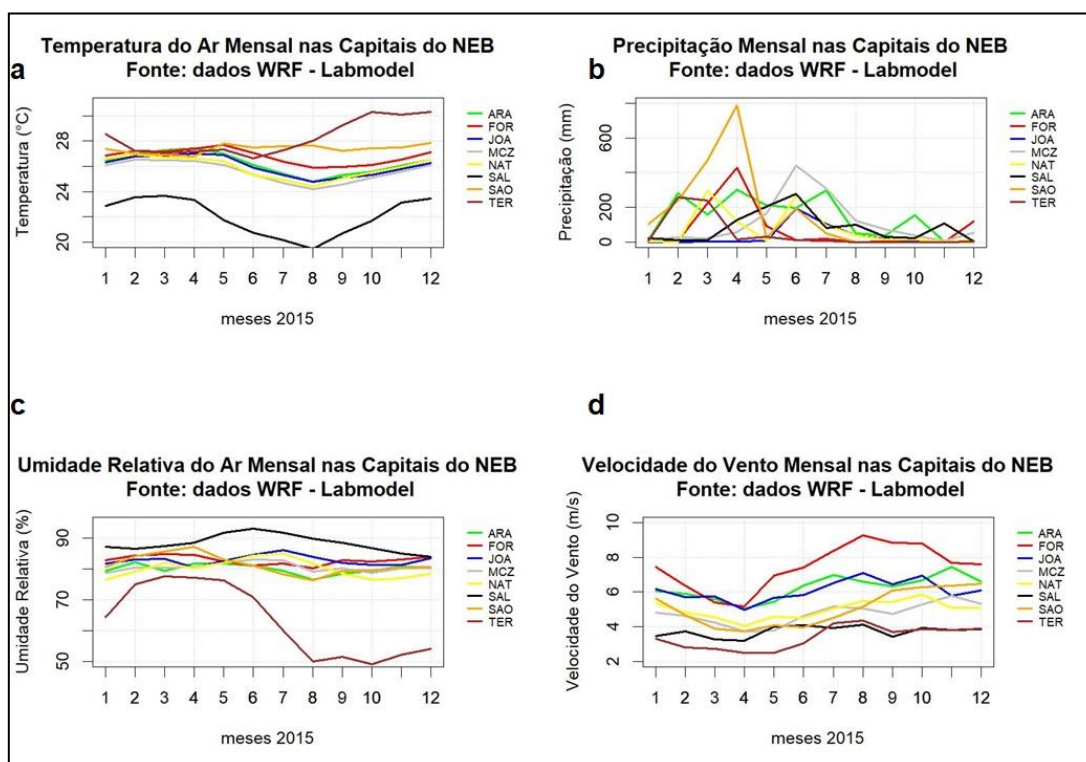 a
Temperatura do Ar Mensal nas Capitais do NEB
Fonte: dados WRF - Labmodel
Temperatura (°C)
28
24
20
1 2 3 4 5 6 7 8 9 10 12
meses 2015
ARA
FOR
JOA
MCZ
NAT
SAL
SAO
TER
b
Precipitação Mensal nas Capitais do NEB
Fonte: dados WRF - Labmodel
Precipitação (mm)
600
200
0
1 2 3 4 5 6 7 8 9 10 12
meses 2015
ARA
FOR
JOA
MCZ
NAT
SAL
SAO
TER
c
Umidade Relativa do Ar Mensal nas Capitais do NEB
Fonte: dados WRF - Labmodel
Umidade Relativa (%)
90
70
50
1 2 3 4 5 6 7 8 9 10 12
meses 2015
ARA
FOR
JOA
MCZ
NAT
SAL
SAO
TER
d
Velocidade do Vento Mensal nas Capitais do NEB
Fonte: dados WRF - Labmodel
Velocidade do Vento (m/s)
10
8
6
4
2
1 2 3 4 5 6 7 8 9 10 12
meses 2015
ARA
FOR
JOA
MCZ
NAT
SAL
SAO
TER